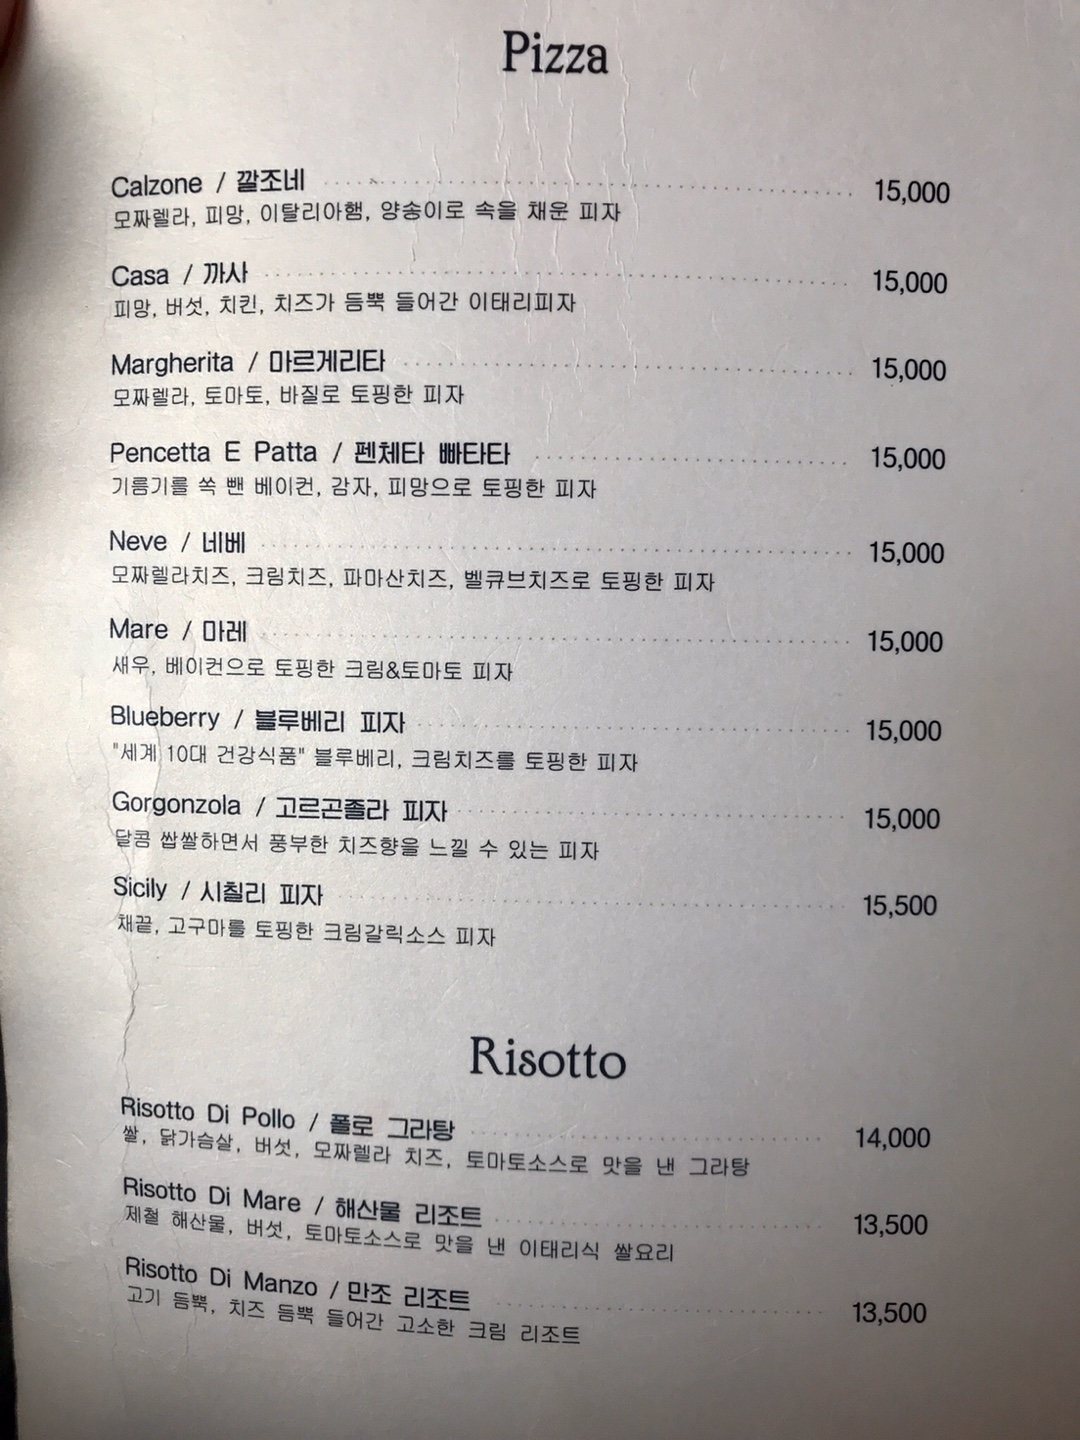 Pizza
Calzone / 깔조네 15,000
모짜렐라, 피망, 이탈리아햄, 양송이로 속을 채운 피자
Casa / 까사 15,000
피망, 버섯, 치킨, 치즈가 듬뿍 들어간 이태리피자
Margherita / 마르게리타 15,000
모짜렐라, 토마토, 바질로 토핑한 피자
Pencetta E Patta / 펜체타 빠타타 15,000
기름기를 쏙 뺀 베이컨, 감자, 피망으로 토핑한 피자
Neve / 네베 15,000
모짜렐라치즈, 크림치즈, 파마산치즈, 벨큐브치즈로 토핑한 피자
Mare / 마레 15,000
새우, 베이컨으로 토핑한 크림&토마토 피자
Blueberry / 블루베리 피자 15,000
"세계 10대 건강식품" 블루베리, 크림치즈를 토핑한 피자
Gorgonzola / 고르곤졸라 피자 15,000
달콤 쌉쌀하면서 풍부한 치즈향을 느낄 수 있는 피자
Sicily / 시칠리 피자 15,500
채끝, 고구마를 토핑한 크림갈릭소스 피자
Risotto
Risotto Di Pollo / 폴로 그라탕 14,000
쌀, 닭가슴살, 버섯, 모짜렐라 치즈, 토마토소스로 맛을 낸 그라탕
Risotto Di Mare / 해산물 리조트 13,500
제철 해산물, 버섯, 토마토소스로 맛을 낸 이태리식 쌀요리
Risotto Di Manzo / 만조 리조트 13,500
고기 듬뿍, 치즈 듬뿍 들어간 고소한 크림 리조트